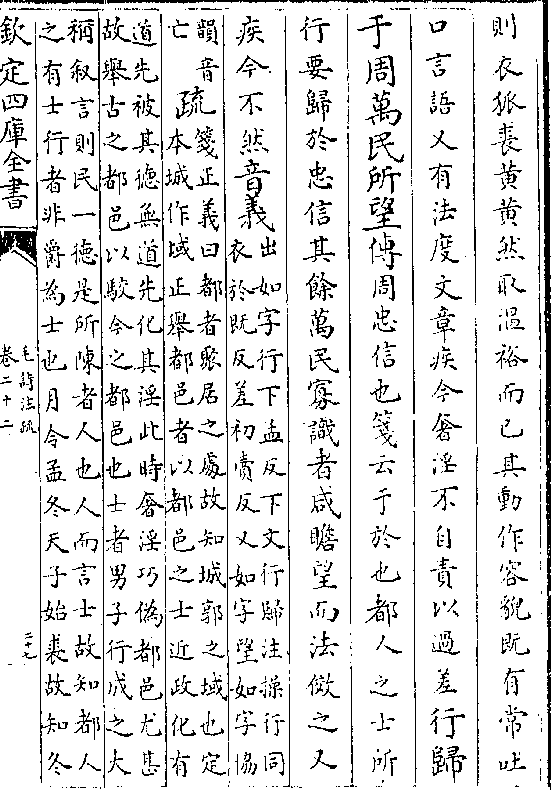 則衣狐裘黄黄然取温裕而已其動作容貌既有常吐
口言語又有法度文章疾今奢淫不自責以過差行歸
于周萬民所望傳周忠信也箋云于於也都人之士所
行要歸於忠信其餘萬民寡識者咸瞻望而法傚之又
疾今不然音義
出如字行下孟反下文行歸注操行同
衣於既反差初賣反又如字望如字協
韻音
亡
疏
箋正義曰都者聚居之處故知城郭之域也定
本城作域正舉都邑者以都邑之士近政化有
道先被其德無道先化其淫此時奢淫巧偽都邑尤甚
故舉古之都邑以駮今之都邑也士者男子行成之大
稱叙言則民一德是所陳者人也人而言士故知都人
之有士行者非爵為士也月令孟冬天子始裘故知冬
欽定四庫全書
毛詩注疏
卷二十二
三十九